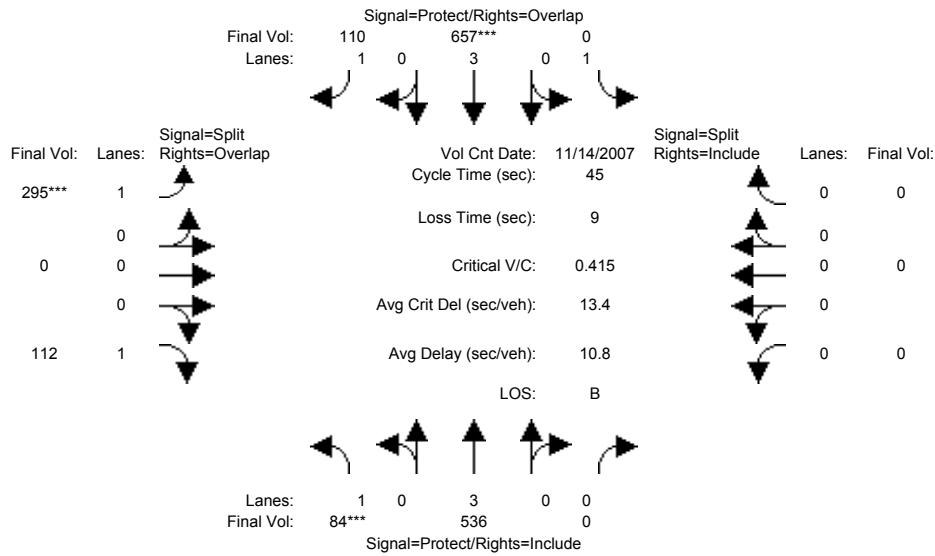 Signal=Protect/Rights=Overlap
Final Vol: 110 657*** 0
Lanes: 1 0 3 0 1
Signal=Split
Final Vol: Lanes: Rights=Overlap
Vol Cnt Date: 11/14/2007
Signal=Split
Rights=Include Lanes: Final Vol:
Cycle Time (sec): 45
295*** 1
0 0
Loss Time (sec): 9
0
0
0 0
Critical V/C: 0.415
0 0
0
Avg Crit Del (sec/veh): 13.4
0
112 1
Avg Delay (sec/veh): 10.8
0 0
LOS: B
Lanes: 1 0 3 0 0
Final Vol: 84*** 536 0
Signal=Protect/Rights=Include